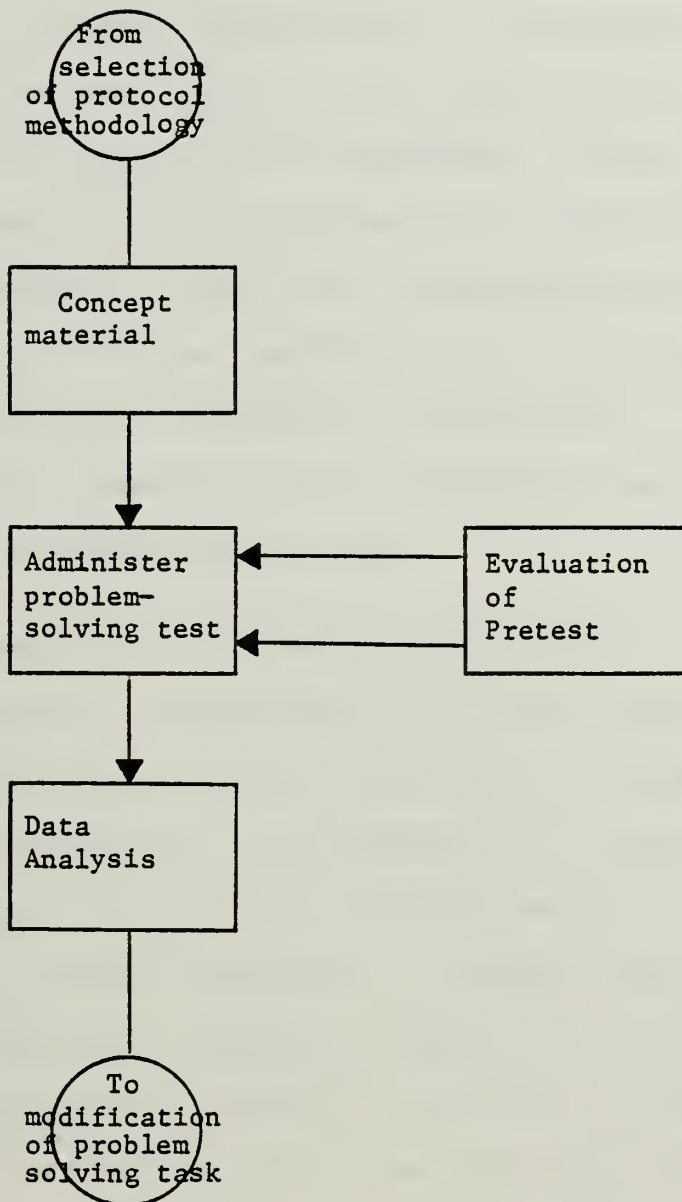 From
selection
of protocol
methodology
Concept
material
Administer
problem-
solving test
Evaluation
of
Pretest
Data
Analysis
To
modification
of problem
solving task